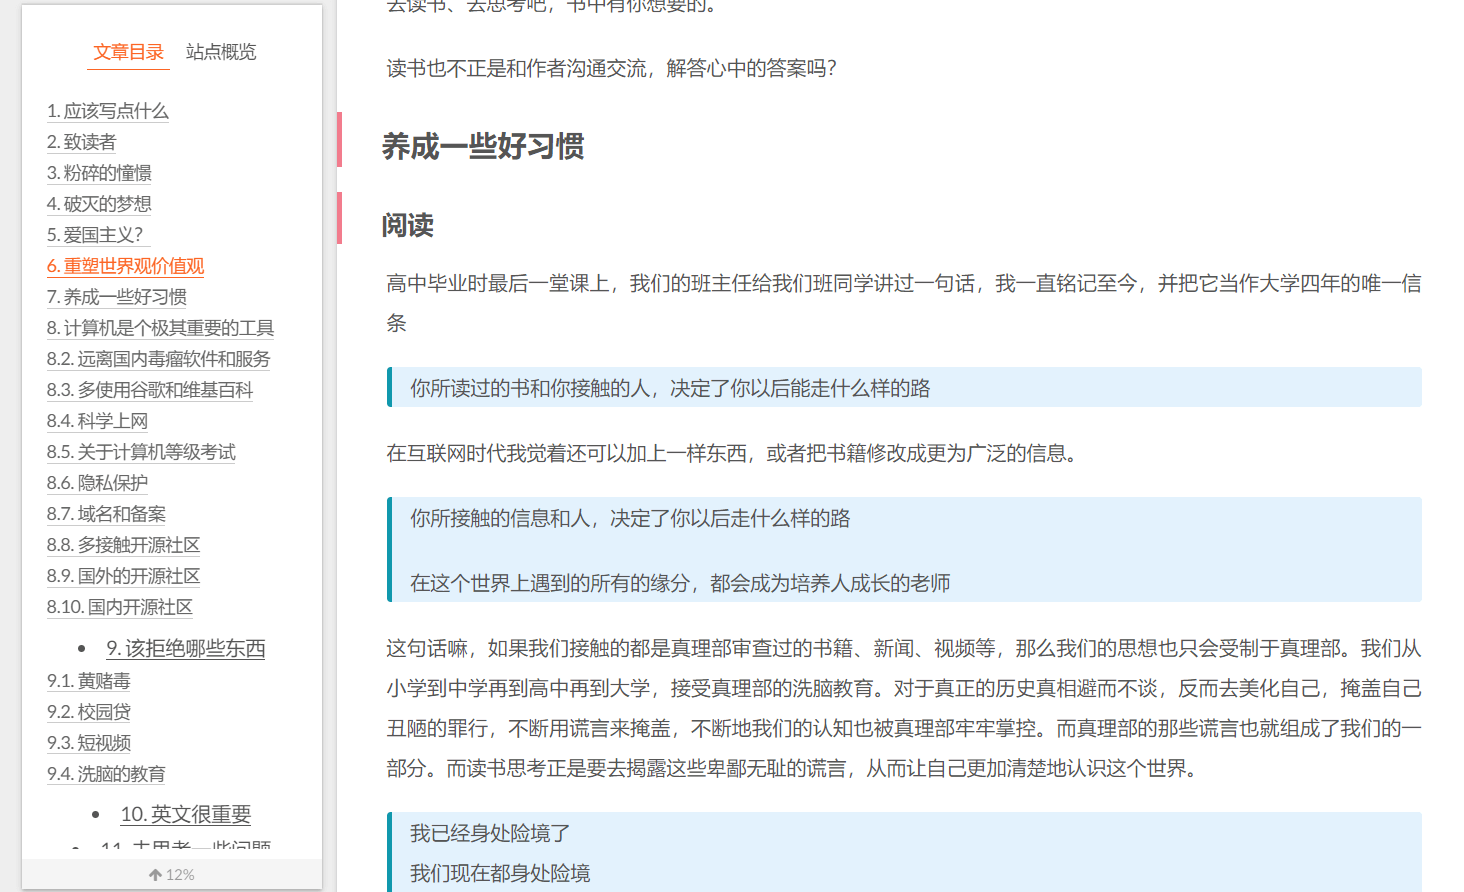 文章目录 站点概览
1. 应该写点什么
2. 致读者
3. 粉碎的憧憬
4. 破灭的梦想
5. 爱国主义？
6. 重塑世界观价值观
7. 养成一些好习惯
8. 计算机是个极其重要的工具
8.2. 远离国内毒瘤软件和服务
8.3. 多使用谷歌和维基百科
8.4. 科学上网
8.5. 关于计算机等级考试
8.6. 隐私保护
8.7. 域名和备案
8.8. 多接触开源社区
8.9. 国外的开源社区
8.10. 国内开源社区
9. 该拒绝哪些东西
9.1. 黄赌毒
9.2. 校园贷
9.3. 短视频
9.4. 洗脑的教育
10. 英文很重要
11. 去思考一些问题
12%
去读书、去思考吧，书中有你想要的。
读书也不正是和作者沟通交流，解答心中的答案吗？
养成一些好习惯
阅读
高中毕业时最后一堂课上，我们的班主任给我们班同学讲过一句话，我一直铭记至今，并把它当作大学四年的唯一信
条
你所读过的书和你接触的人，决定了你以后能走什么样的路
在互联网时代我觉着还可以加上一样东西，或者把书籍修改成更为广泛的信息。
你所接触的信息和人，决定了你以后走什么样的路
在这个世界上遇到的所有的缘分，都会成为培养人成长的老师
这句话嘛，如果我们接触的都是真理部审查过的书籍、新闻、视频等，那么我们的思想也只会受制于真理部。我们从
小学到中学再到高中再到大学，接受真理部的洗脑教育。对于真正的历史真相避而不谈，反而去美化自己，掩盖自己
丑陋的罪行，不断用谎言来掩盖，不断地我们的认知也被真理部牢牢掌控。而真理部的那些谎言也就组成了我们的一
部分。而读书思考正是要去揭露这些卑鄙无耻的谎言，从而让自己更加清楚地认识这个世界。
我已经身处险境了
我们现在都身处险境